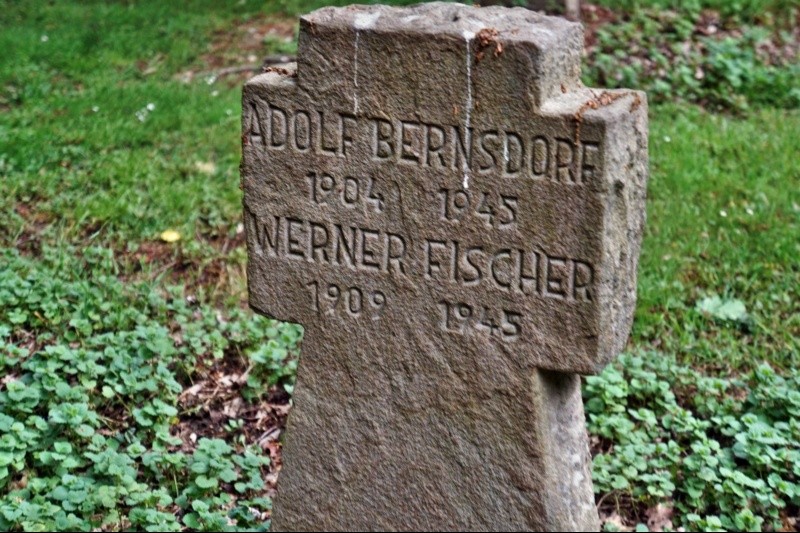 ADOLF BERNSDORF
1904 1945
WERNER FISCHER
1909 1945